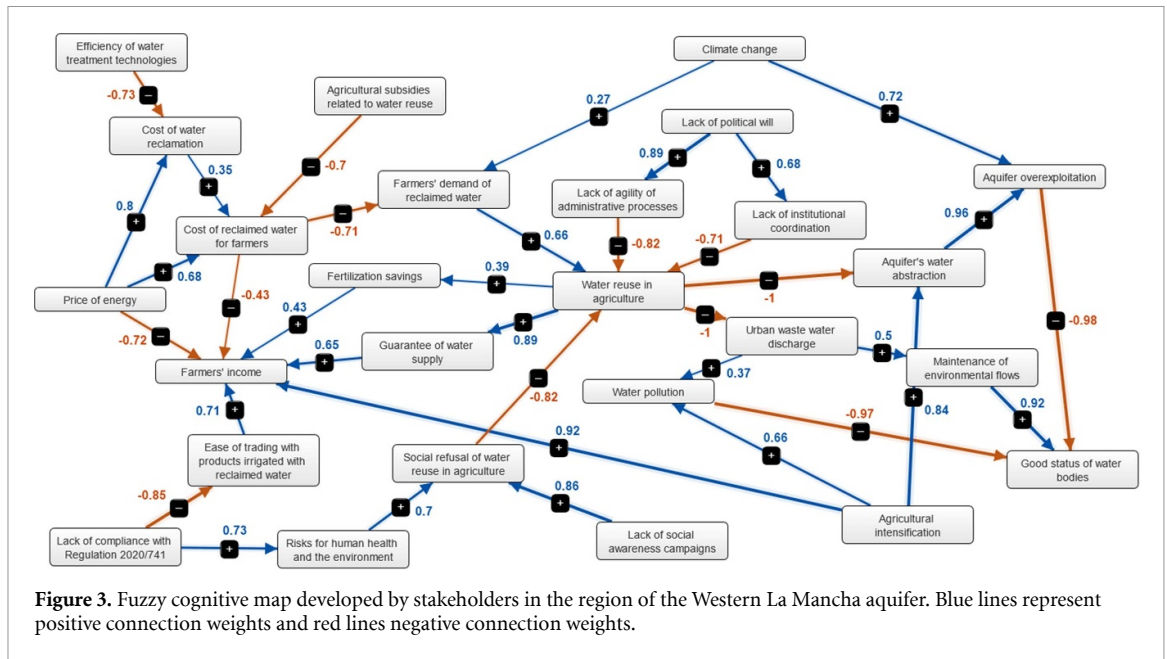 Efficiency of water
treatment technologies
Climate change
-0.73
−
Agricultural subsidies
related to water reuse
0.27
+
0.72
+
Cost of water
reclamation
Lack of political will
0.35
+
−
-0.7
0.89
+
+
0.68
Farmers' demand of
reclaimed water
Lack of agility of
administrative processes
Aquifer overexploitation
0.8
+
Cost of reclaimed water
for farmers
−
-0.71
Lack of institutional
coordination
0.96
+
+
0.66
−
-0.82
-0.71
−
+
0.68
Fertilization savings
0.39
+
Water reuse in
agriculture
Aquifer's water
abstraction
−
-1
Price of energy
−
-0.43
0.43
+
−
-1
−
-0.98
-0.72
−
+
0.89
Urban waste water
discharge
0.5
+
Guarantee of water
supply
0.65
+
Farmers' income
Maintenance of
environmental flows
+
0.37
−
-0.82
Water pollution
0.71
+
+
0.84
+
0.92
-0.97
−
0.92
+
Ease of trading with
products irrigated with
reclaimed water
Social refusal of water
reuse in agriculture
0.66
+
Good status of water
bodies
-0.85
−
+
0.7
0.86
+
Agricultural
intensification
Lack of compliance with
Regulation 2020/741
0.73
+
Risks for human health
and the environment
Lack of social
awareness campaigns
Figure 3. Fuzzy cognitive map developed by stakeholders in the region of the Western La Mancha aquifer. Blue lines represent
positive connection weights and red lines negative connection weights.